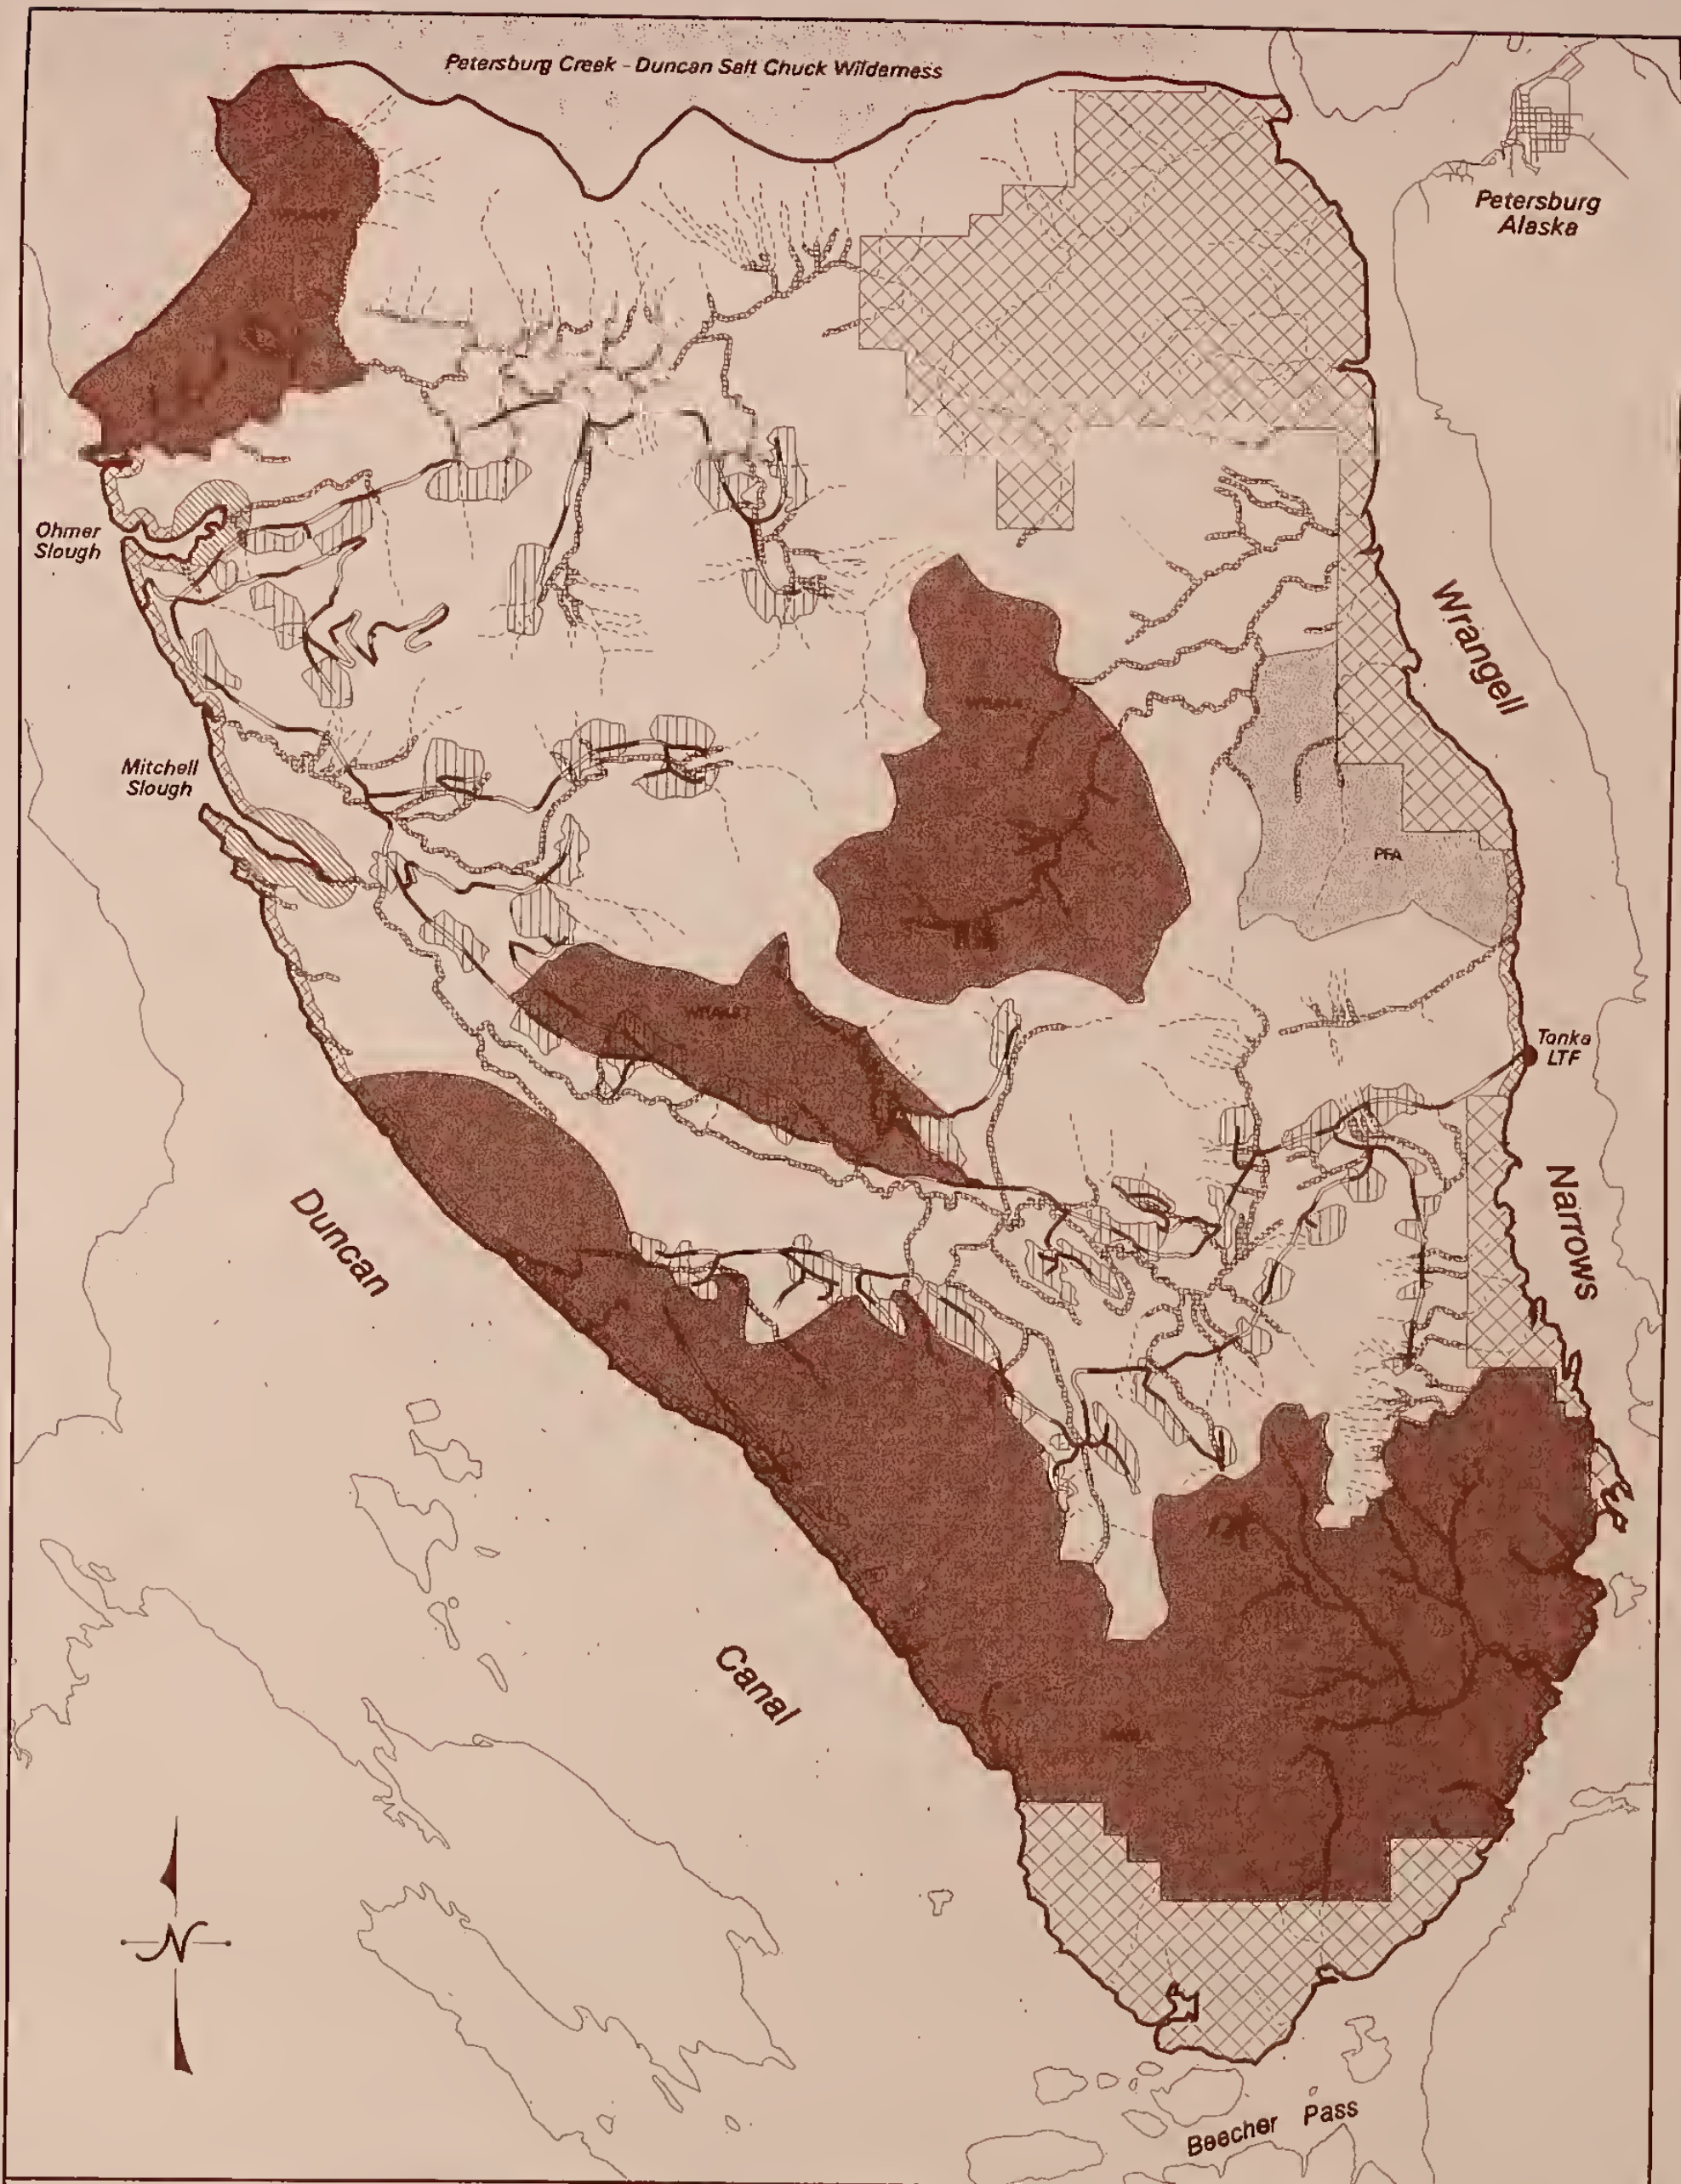 Petersburg Creek - Duncan Salt Chuck Wilderness
Petersburg
Alaska
Ohmer
Slough
Wrangell
Mitchell
Slough
PFA
Tonka
LTF
Narrows
Duncan
Canal
N
Beecher Pass